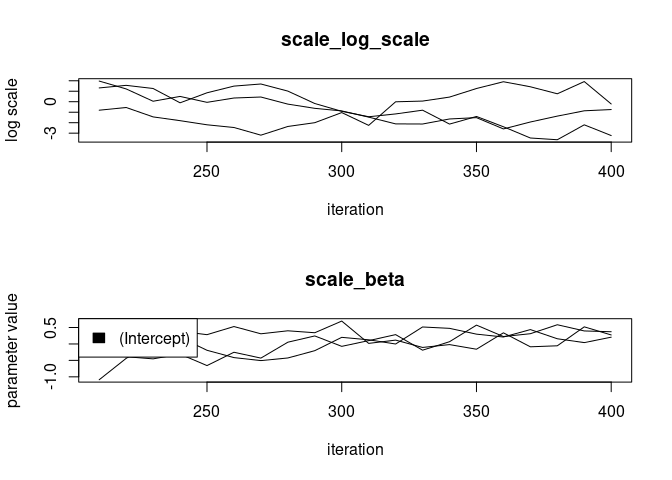 scale_log_scale
log scale
0
-3
250
300
350
400
iteration
scale_beta
parameter value
0.5
-1.0
(Intercept)
250
300
350
400
iteration